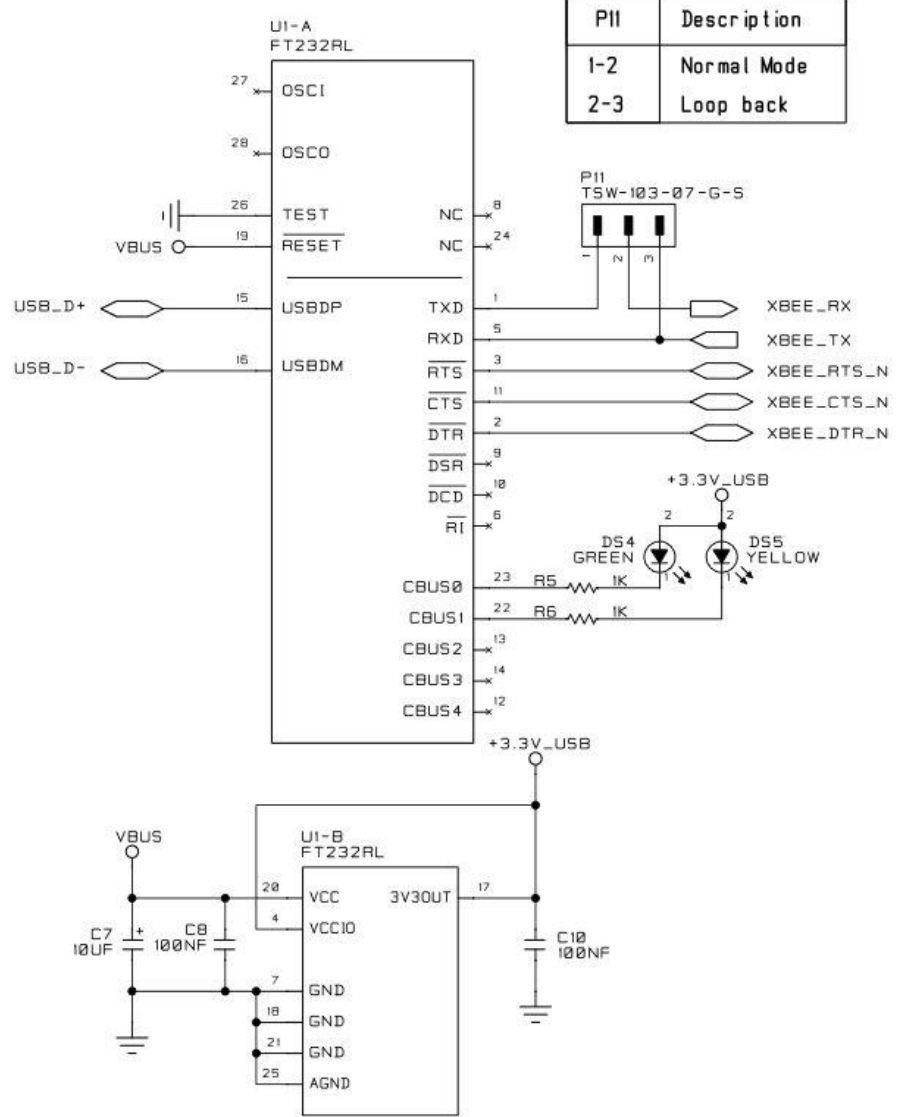 P11 Description
1-2 Normal Mode
2-3 Loop back
U1-A
FT232RL
27 OSCI
28 OSCO
26 TEST
VBUS 19 RESET
USB_D+ 15 USBDP
USB_D- 16 USBDM
NC 8
NC 24
TXD 1
RXD 5
RTS 3
CTS 11
DTR 2
DSR 9
DCD 10
RI 6
CBUS0 23 R5 1K
CBUS1 22 R6 1K
CBUS2 13
CBUS3 14
CBUS4 12
P11
TSW-103-07-G-S
1 2 3
XBEE_RX
XBEE_TX
XBEE_RTS_N
XBEE_CTS_N
XBEE_DTR_N
+3.3V_USB
2 2
DS4 DS5
GREEN YELLOW
1 1
+3.3V_USB
VBUS
U1-B
FT232RL
20 VCC
4 VCCIO
7 GND
18 GND
21 GND
25 AGND
3V3OUT 17
C7 +
10UF
C8
100NF
C10
100NF